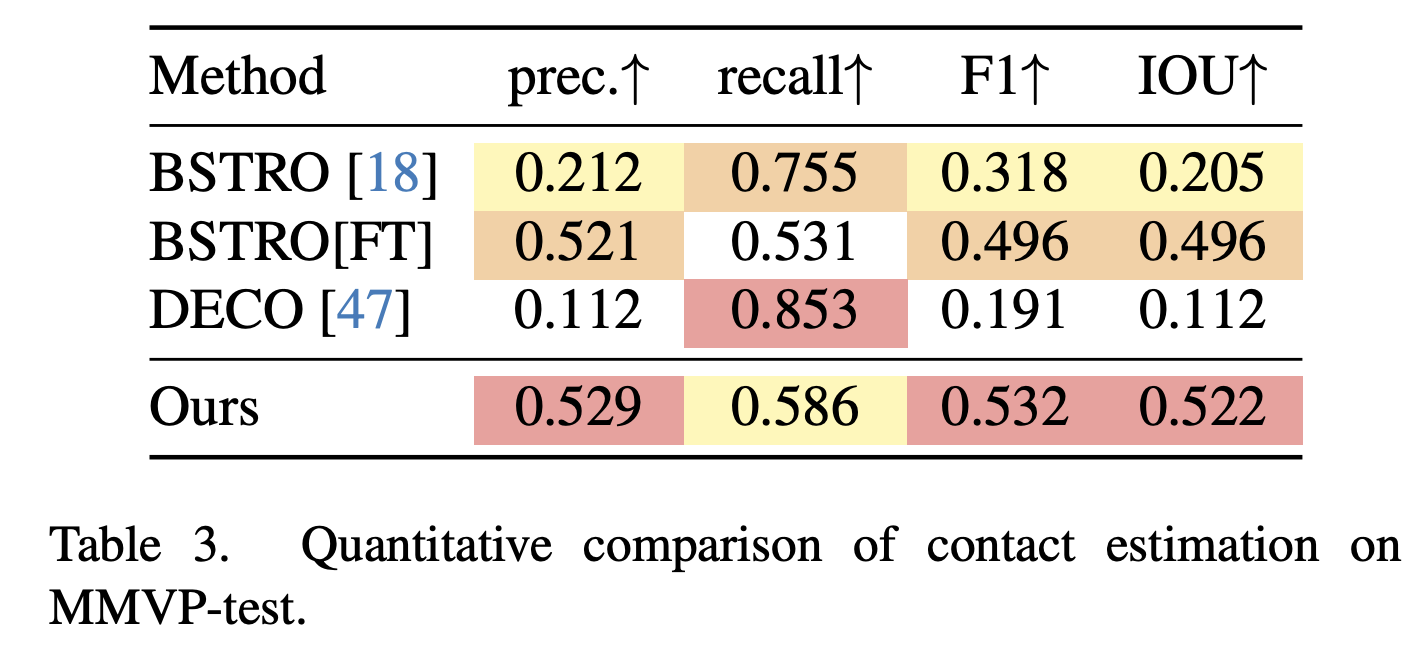 Method prec.↑ recall↑ F1↑ IOU↑
BSTRO [18] 0.212 0.755 0.318 0.205
BSTRO[FT] 0.521 0.531 0.496 0.496
DECO [47] 0.112 0.853 0.191 0.112
Ours 0.529 0.586 0.532 0.522
Table 3. Quantitative comparison of contact estimation on
MMVP-test.